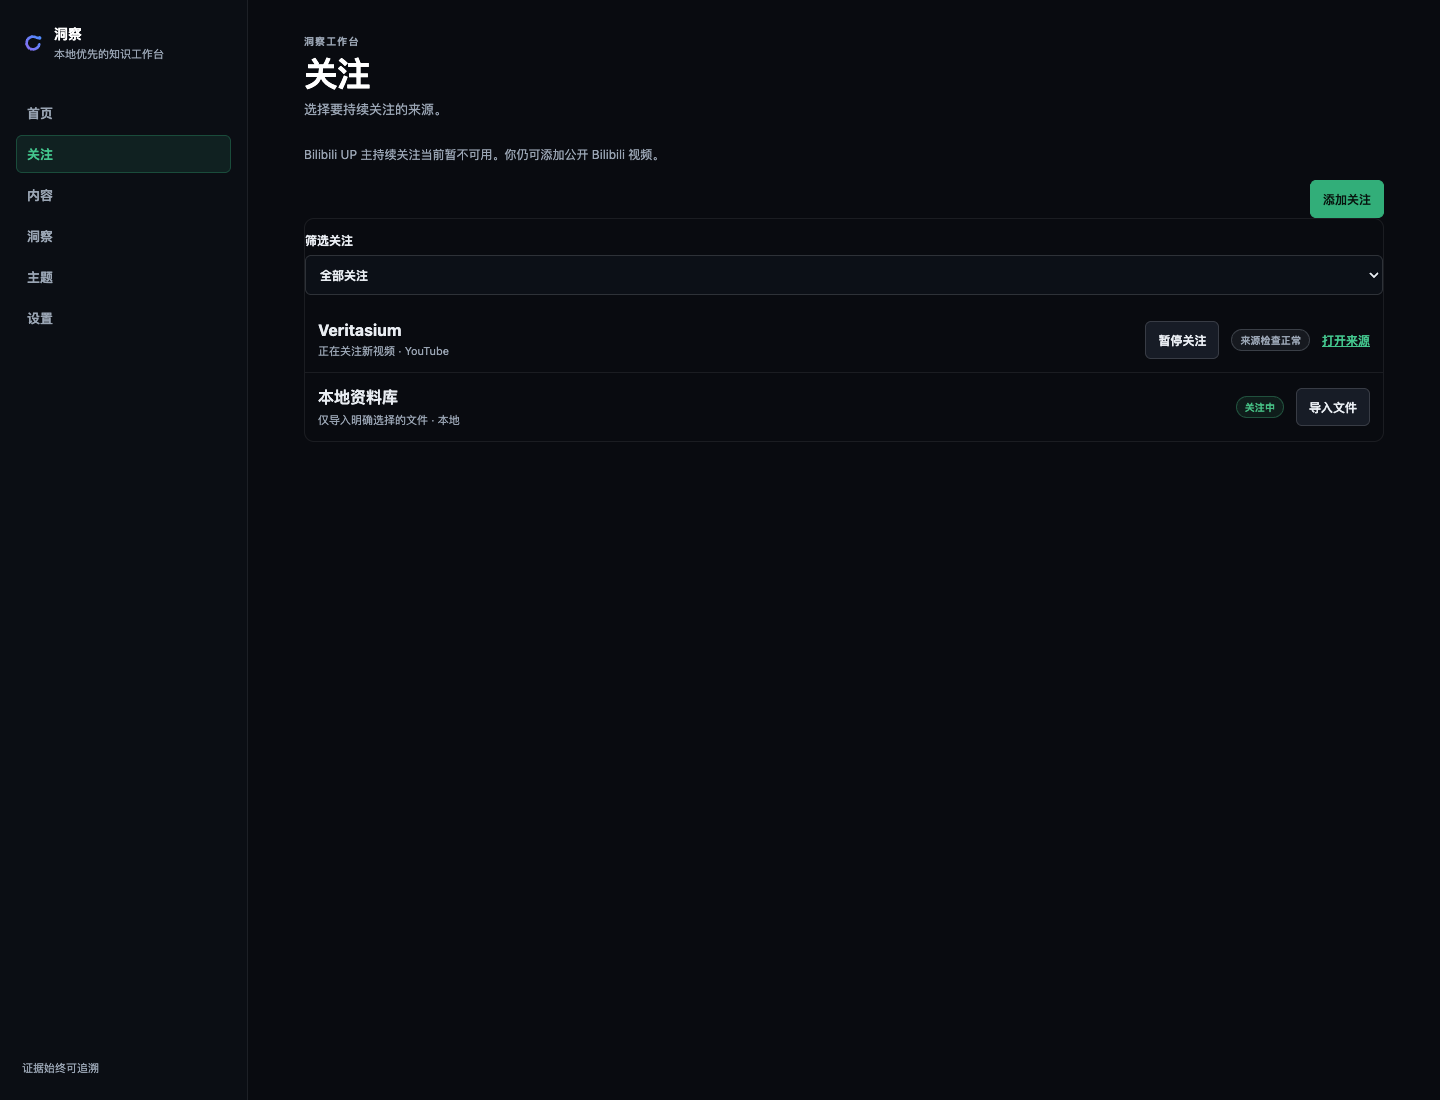 洞察
本地优先的知识工作台
首页
关注
内容
洞察
主题
设置
证据始终可追溯
洞察工作台
关注
选择要持续关注的来源。
Bilibili UP 主持续关注当前暂不可用。你仍可添加公开 Bilibili 视频。
添加关注
筛选关注
全部关注
Veritasium
正在关注新视频 · YouTube
暂停关注
来源检查正常
打开来源
本地资料库
仅导入明确选择的文件 · 本地
关注中
导入文件